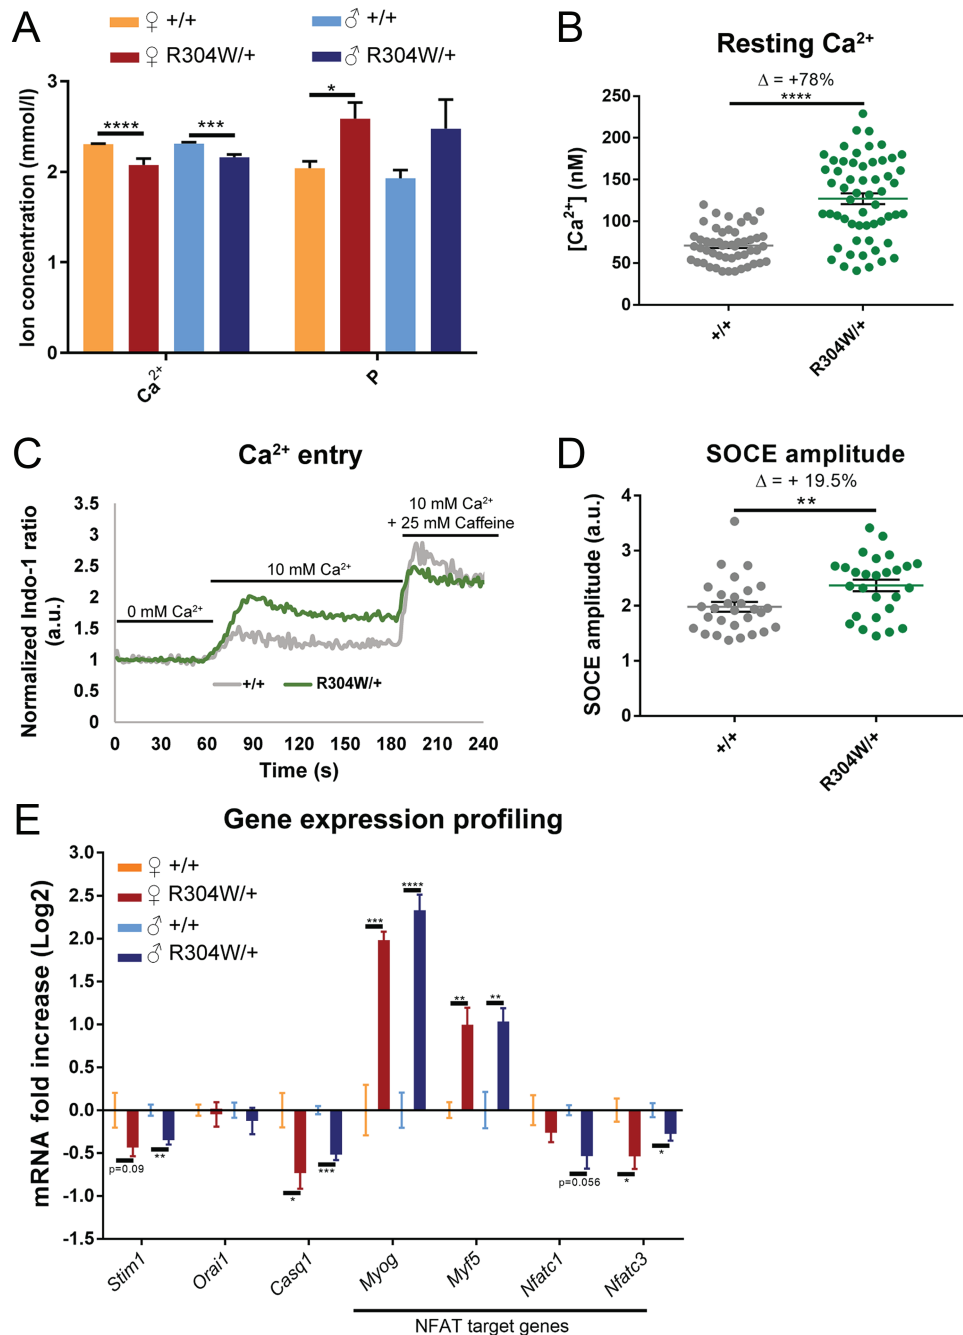 A
♀ +/+
♂ +/+
♀ R304W/+
♂ R304W/+
Ion concentration (mmol/l)
3
2
1
0
****
***
*
Ca2+
P
B
Resting Ca2+
Δ = +78%
****
[Ca2+] (nM)
250
200
150
100
50
0
+/+
R304W/+
C
Ca2+ entry
Normalized Indo-1 ratio
(a.u.)
3.5
3
2.5
2
1.5
1
0.5
0
0 mM Ca2+
10 mM Ca2+
10 mM Ca2+
+ 25 mM Caffeine
+/+
R304W/+
0 30 60 90 120 150 180 210 240
Time (s)
D
SOCE amplitude
Δ = + 19.5%
**
SOCE amplitude (a.u.)
4
3
2
1
0
+/+
R304W/+
E
Gene expression profiling
♀ +/+
♀ R304W/+
♂ +/+
♂ R304W/+
mRNA fold increase (Log2)
3.0
2.5
2.0
1.5
1.0
0.5
0.0
-0.5
-1.0
-1.5
p=0.09
**
*
***
***
****
**
**
p=0.056
*
*
Stim1
Orai1
Casq1
Myog
Myf5
Nfatc1
Nfatc3
NFAT target genes